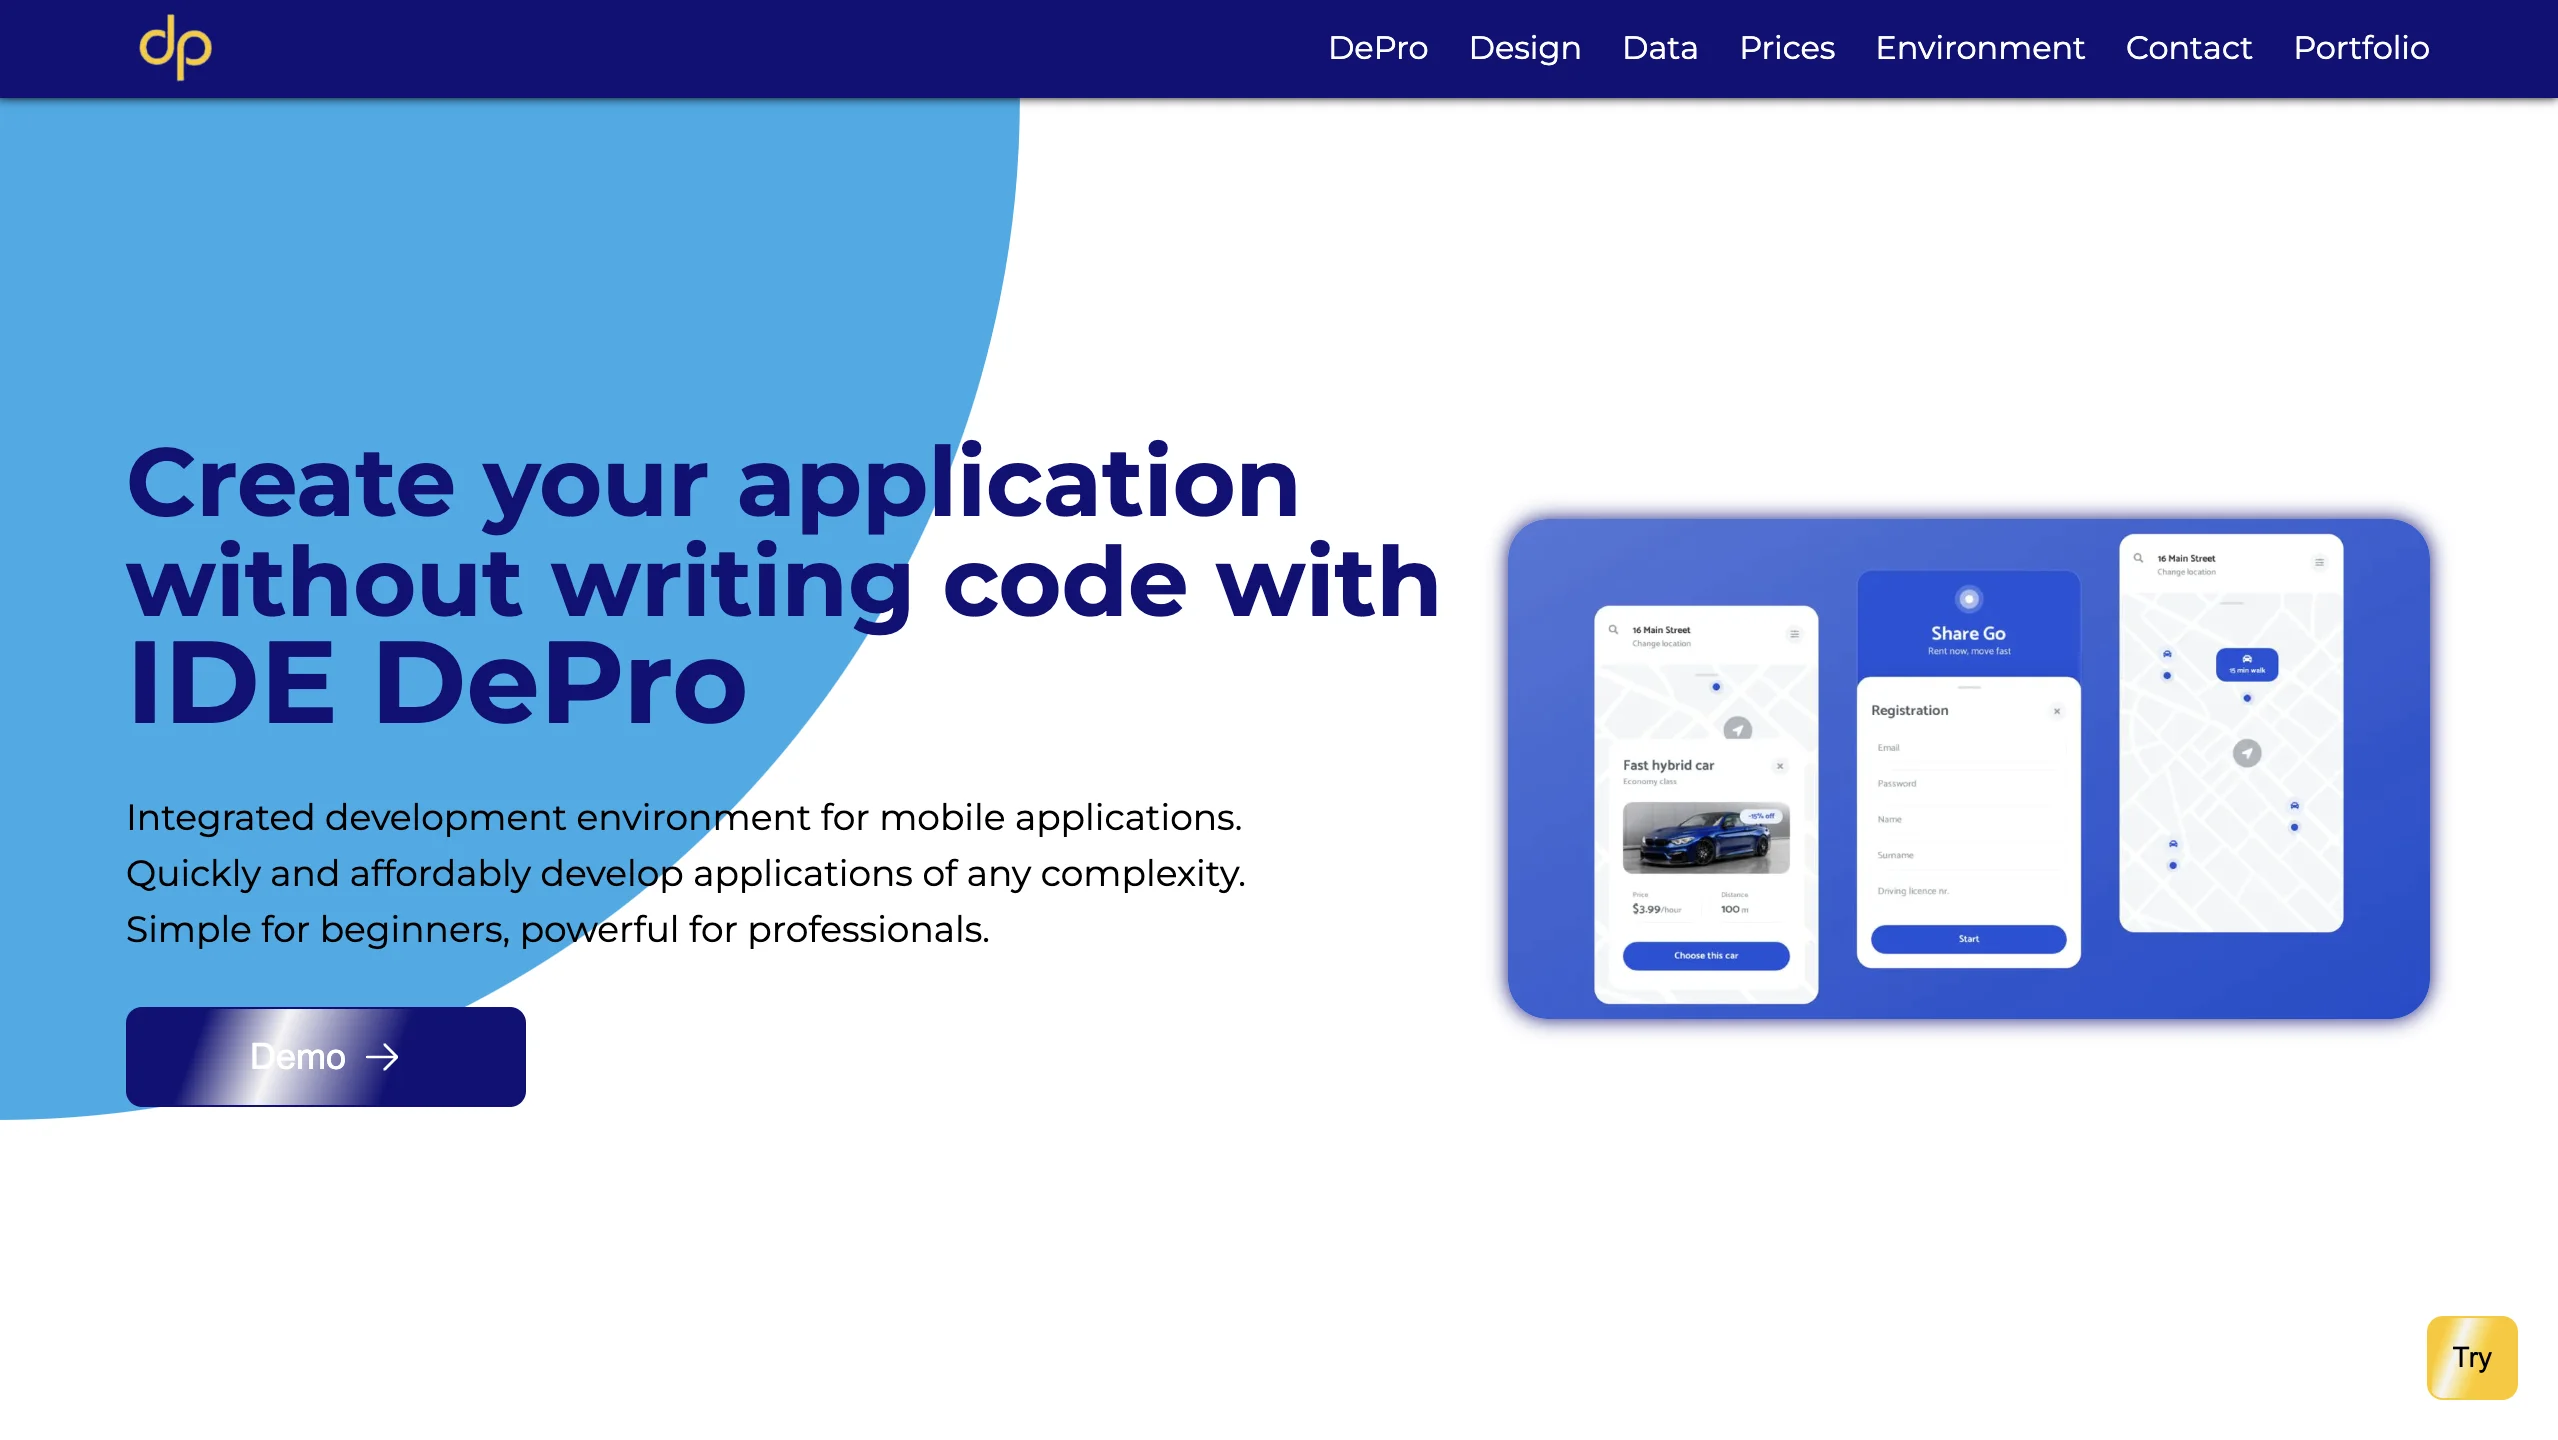 dp
DePro Design Data Prices Environment Contact Portfolio
Create your application
without writing code with
IDE DePro
Integrated development environment for mobile applications.
Quickly and affordably develop applications of any complexity.
Simple for beginners, powerful for professionals.
Demo
16 Main Street
Change location
Fast hybrid car
Economy class
-15% off
Price
Distance
$3.99/hour
100 m
Choose this car
Share Go
Rent now, move fast
Registration
Email
Password
Name
Surname
Driving licence nr.
Start
16 Main Street
Change location
15 min walk
Try